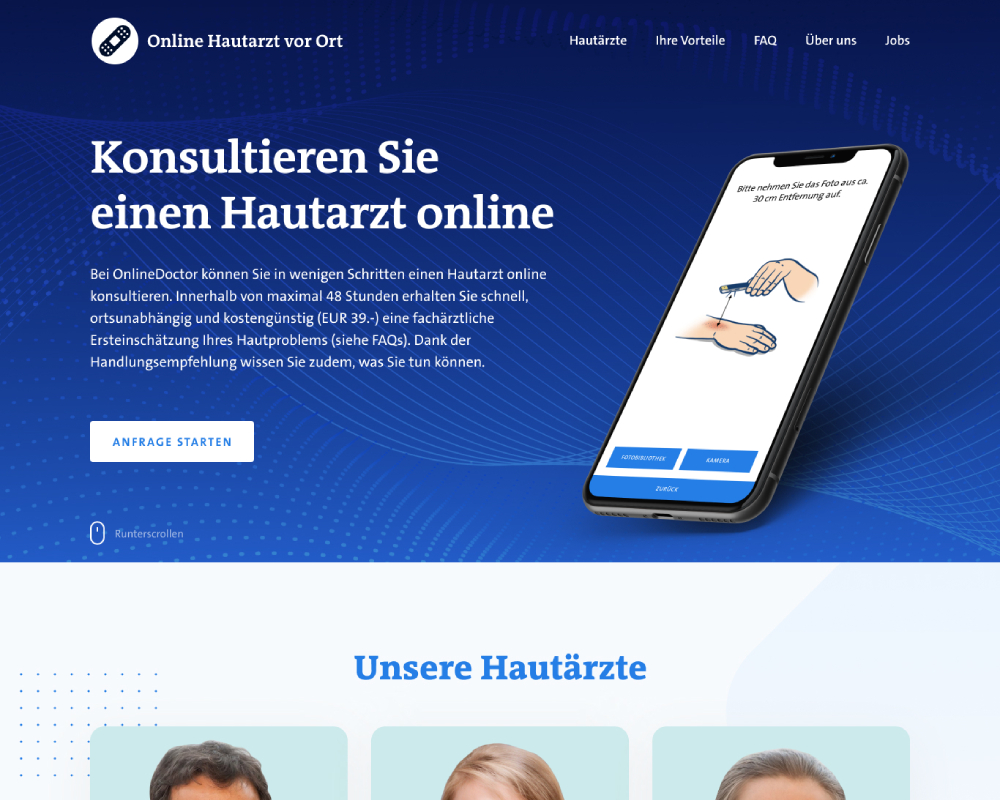 Online Hautarzt vor Ort
Hautärzte
Ihre Vorteile
FAQ
Über uns
Jobs
Konsultieren Sie
einen Hautarzt online
Bei OnlineDoctor können Sie in wenigen Schritten einen Hautarzt online
konsultieren. Innerhalb von maximal 48 Stunden erhalten Sie schnell,
ortsunabhängig und kostengünstig (EUR 39.-) eine fachärztliche
Ersteinschätzung Ihres Hautproblems (siehe FAQs). Dank der
Handlungsempfehlung wissen Sie zudem, was Sie tun können.
ANFRAGE STARTEN
Runterscrollen
Bitte nehmen Sie das Foto aus ca.
30 cm Entfernung auf.
FOTOBIBLIOTHEK
KAMERA
ZURÜCK
Unsere Hautärzte